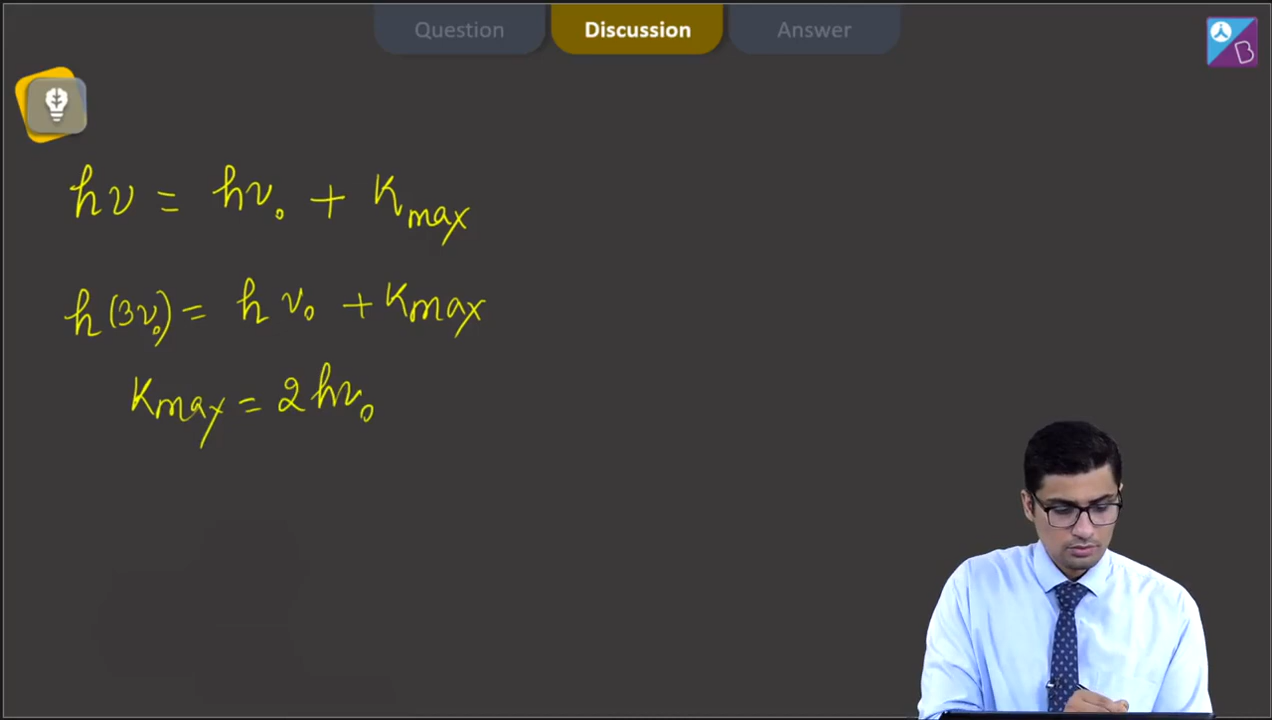 Question Discussion Answer
B
hν = hν₀ + Kmax
h(3ν₀) = hν₀ + Kmax
Kmax = 2hν₀